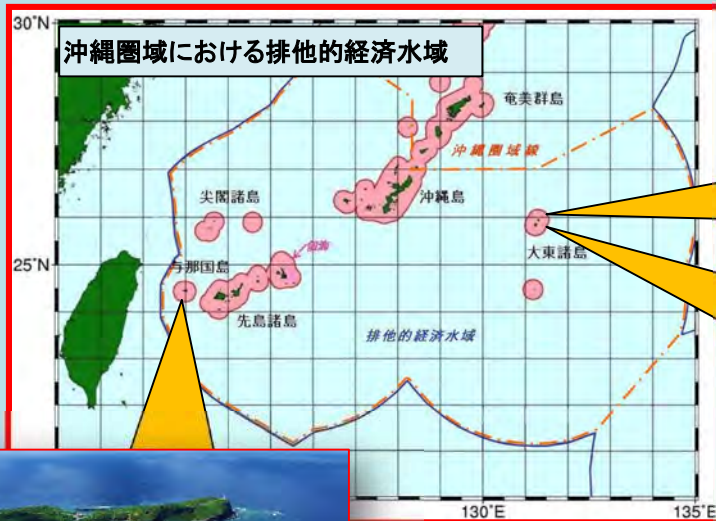 30°N
沖縄圏域における排他的経済水域
奄美群島
沖縄圏域線
尖閣諸島
沖縄島
25°N
与那国島
領海
大東諸島
先島諸島
排他的経済水域
130°E
135°E